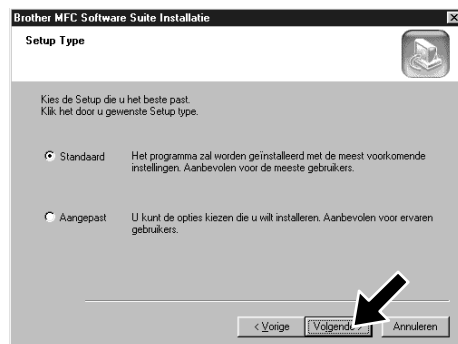 Brother MFC Software Suite Installatie
Setup Type
Kies de Setup die u het beste past.
Klik het door u gewenste Setup type.
Standaard
Het programma zal worden geïnstalleerd met de meest voorkomende
instellingen. Aanbevolen voor de meeste gebruikers.
Aangepast
U kunt de opties kiezen die u wilt installeren. Aanbevolen voor ervaren
gebruikers.
< Vorige
Volgende >
Annuleren